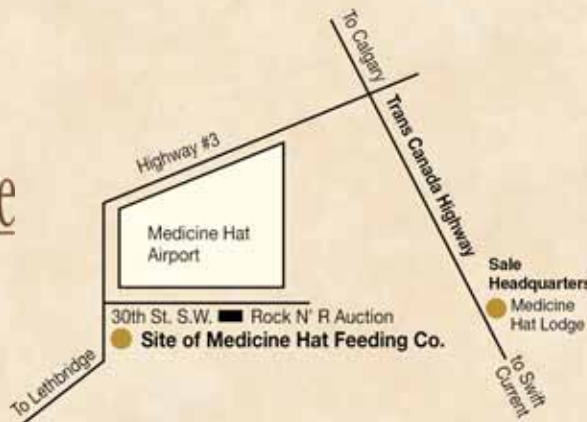 To Calgary
Highway #3
Trans Canada Highway
Medicine Hat
Airport
Sale
Headquarters
Medicine
Hat Lodge
30th St. S.W. Rock N' R Auction
Site of Medicine Hat Feeding Co.
To Lethbridge
to Swift
Current